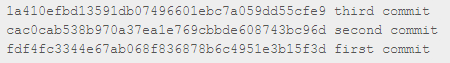 1a410efbd13591db07496601ebc7a059dd55cfe9 third commit
cac0cab538b970a37ea1e769cbbde608743bc96d second commit
fdf4fc3344e67ab068f836878b6c4951e3b15f3d first commit